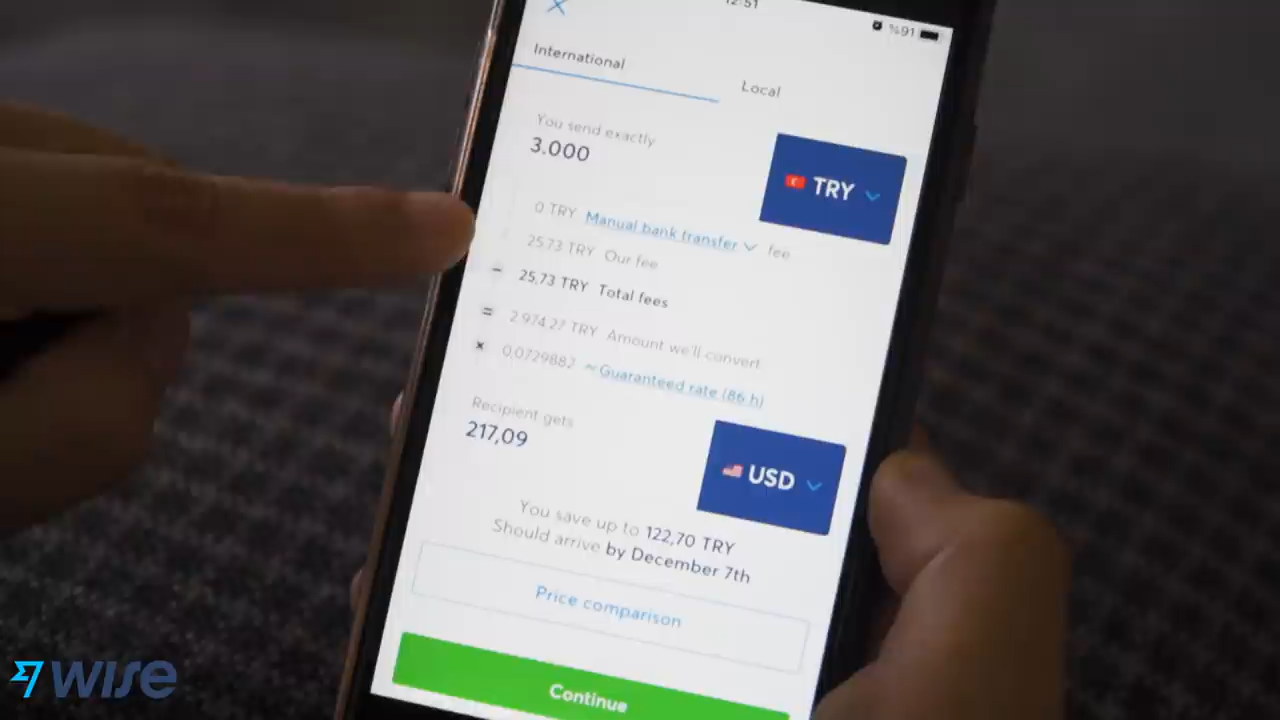 12:51
%91
International
Local
You send exactly
3.000
TRY
0 TRY Manual bank transfer fee
25.73 TRY Our fee
- 25,73 TRY Total fees
= 2.974,27 TRY Amount we'll convert
× 0,0729882 ~ Guaranteed rate (86 h)
Recipient gets
217,09
USD
You save up to 122,70 TRY
Should arrive by December 7th
Price comparison
Continue
WISE